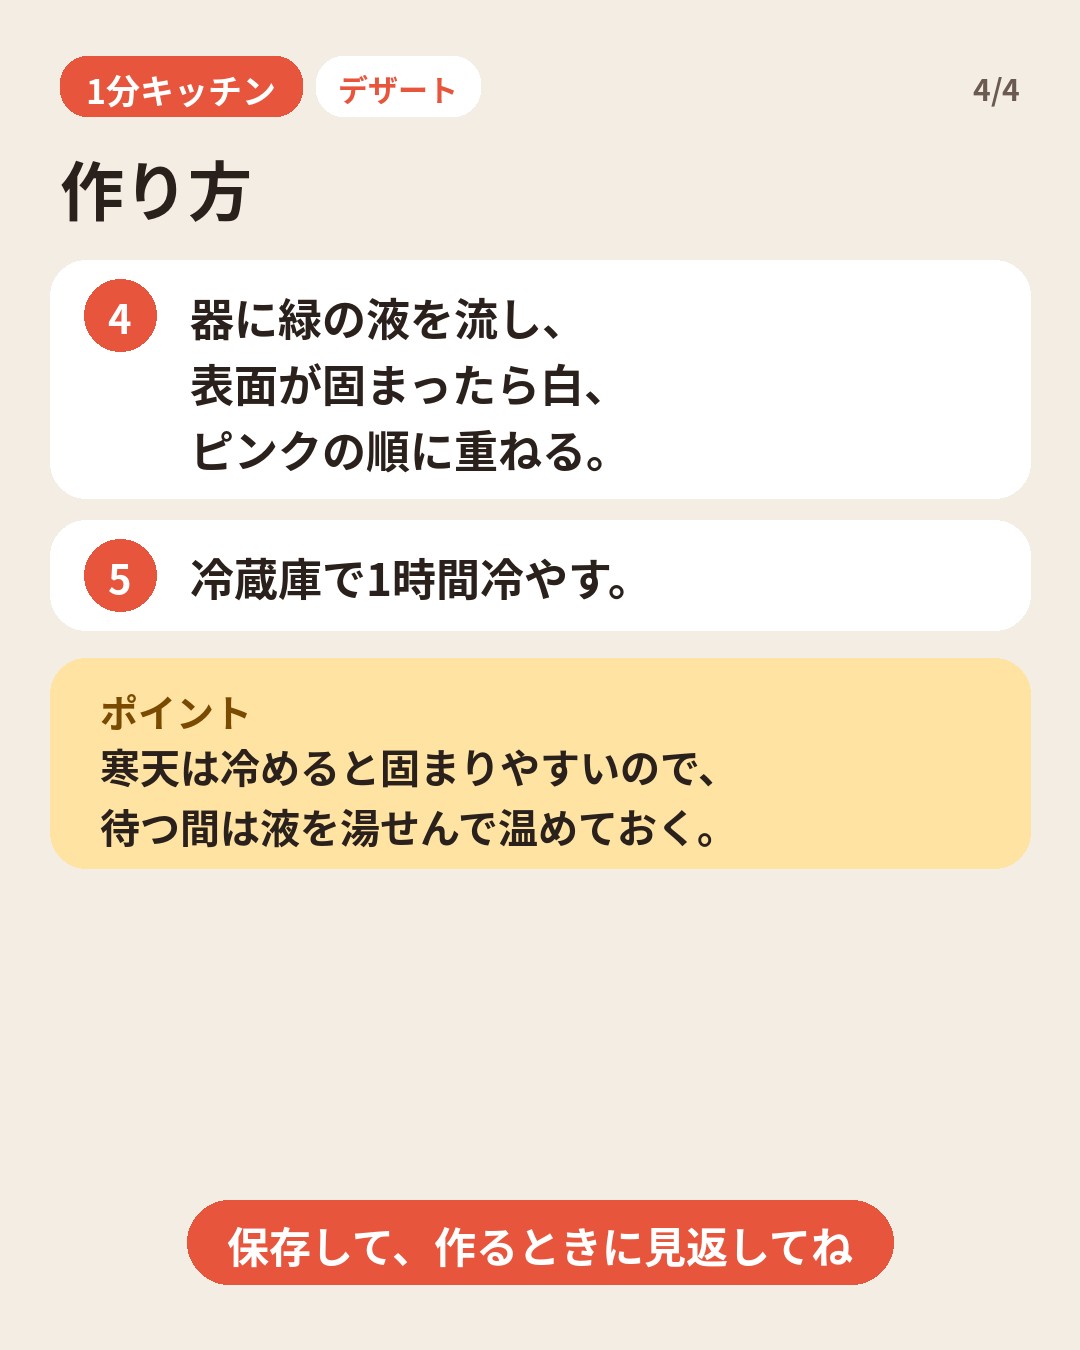 1分キッチン
デザート
4/4
作り方
4
器に緑の液を流し、
表面が固まったら白、
ピンクの順に重ねる。
5
冷蔵庫で1時間冷やす。
ポイント
寒天は冷めると固まりやすいので、
待つ間は液を湯せんで温めておく。
保存して、作るときに見返してね